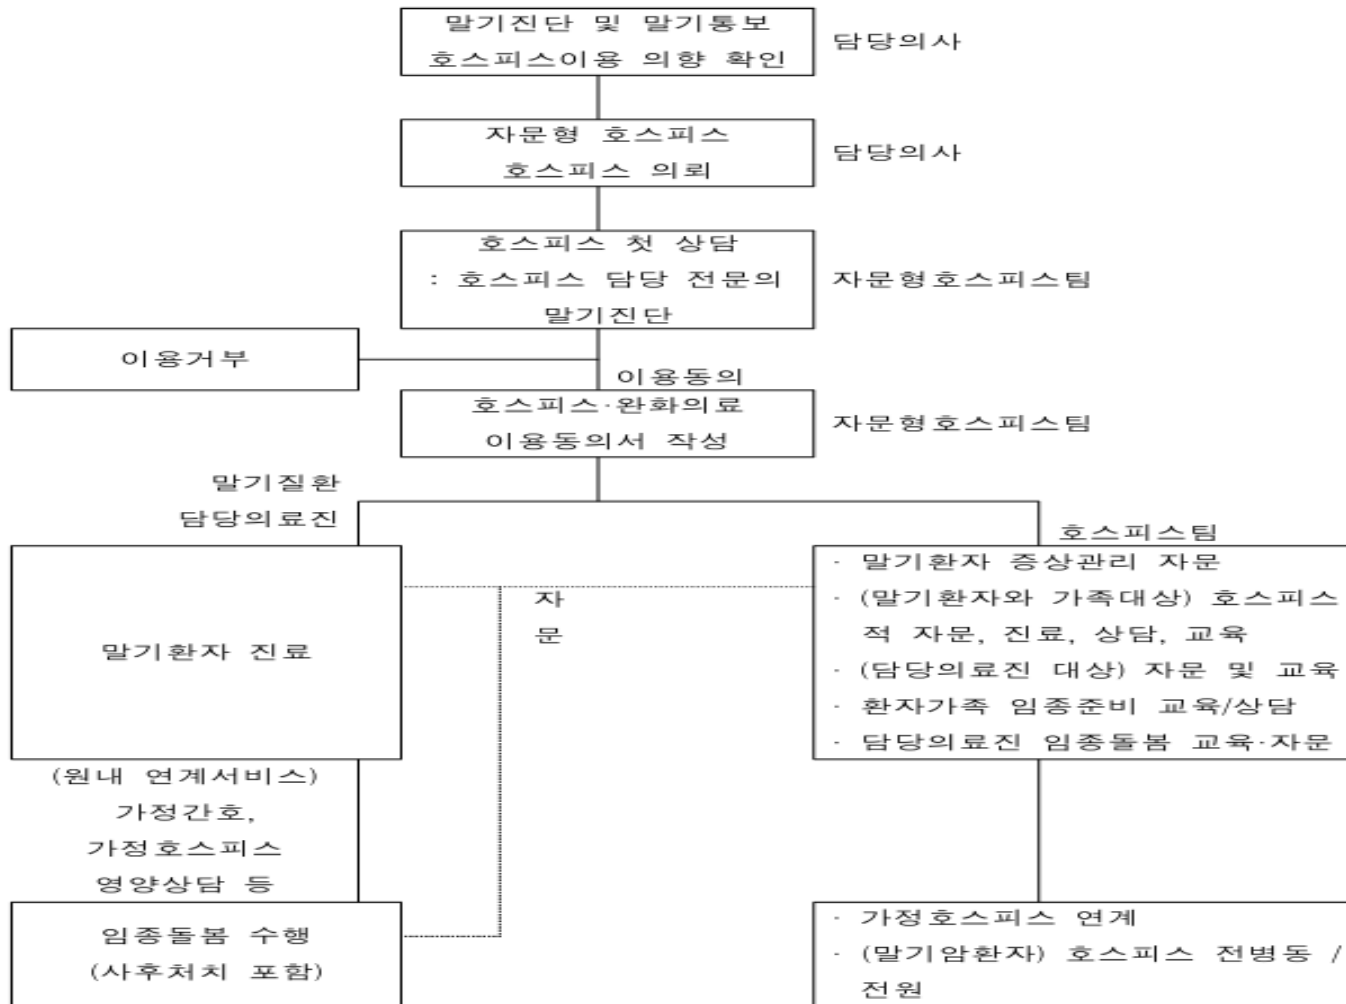 말기진단 및 말기통보
호스피스이용 의향 확인
담당의사
자문형 호스피스
호스피스 의뢰
담당의사
호스피스 첫 상담
: 호스피스 담당 전문의
말기진단
자문형호스피스팀
이용거부
이용동의
호스피스·완화의료
이용동의서 작성
자문형호스피스팀
말기질환
담당의료진
호스피스팀
말기환자 진료
자
문
· 말기환자 증상관리 자문
· (말기환자와 가족대상) 호스피스
적 자문, 진료, 상담, 교육
· (담당의료진 대상) 자문 및 교육
· 환자가족 임종준비 교육/상담
· 담당의료진 임종돌봄 교육·자문
(원내 연계서비스)
가정간호,
가정호스피스
영양상담 등
임종돌봄 수행
(사후처치 포함)
· 가정호스피스 연계
· (말기암환자) 호스피스 전병동 /
전원